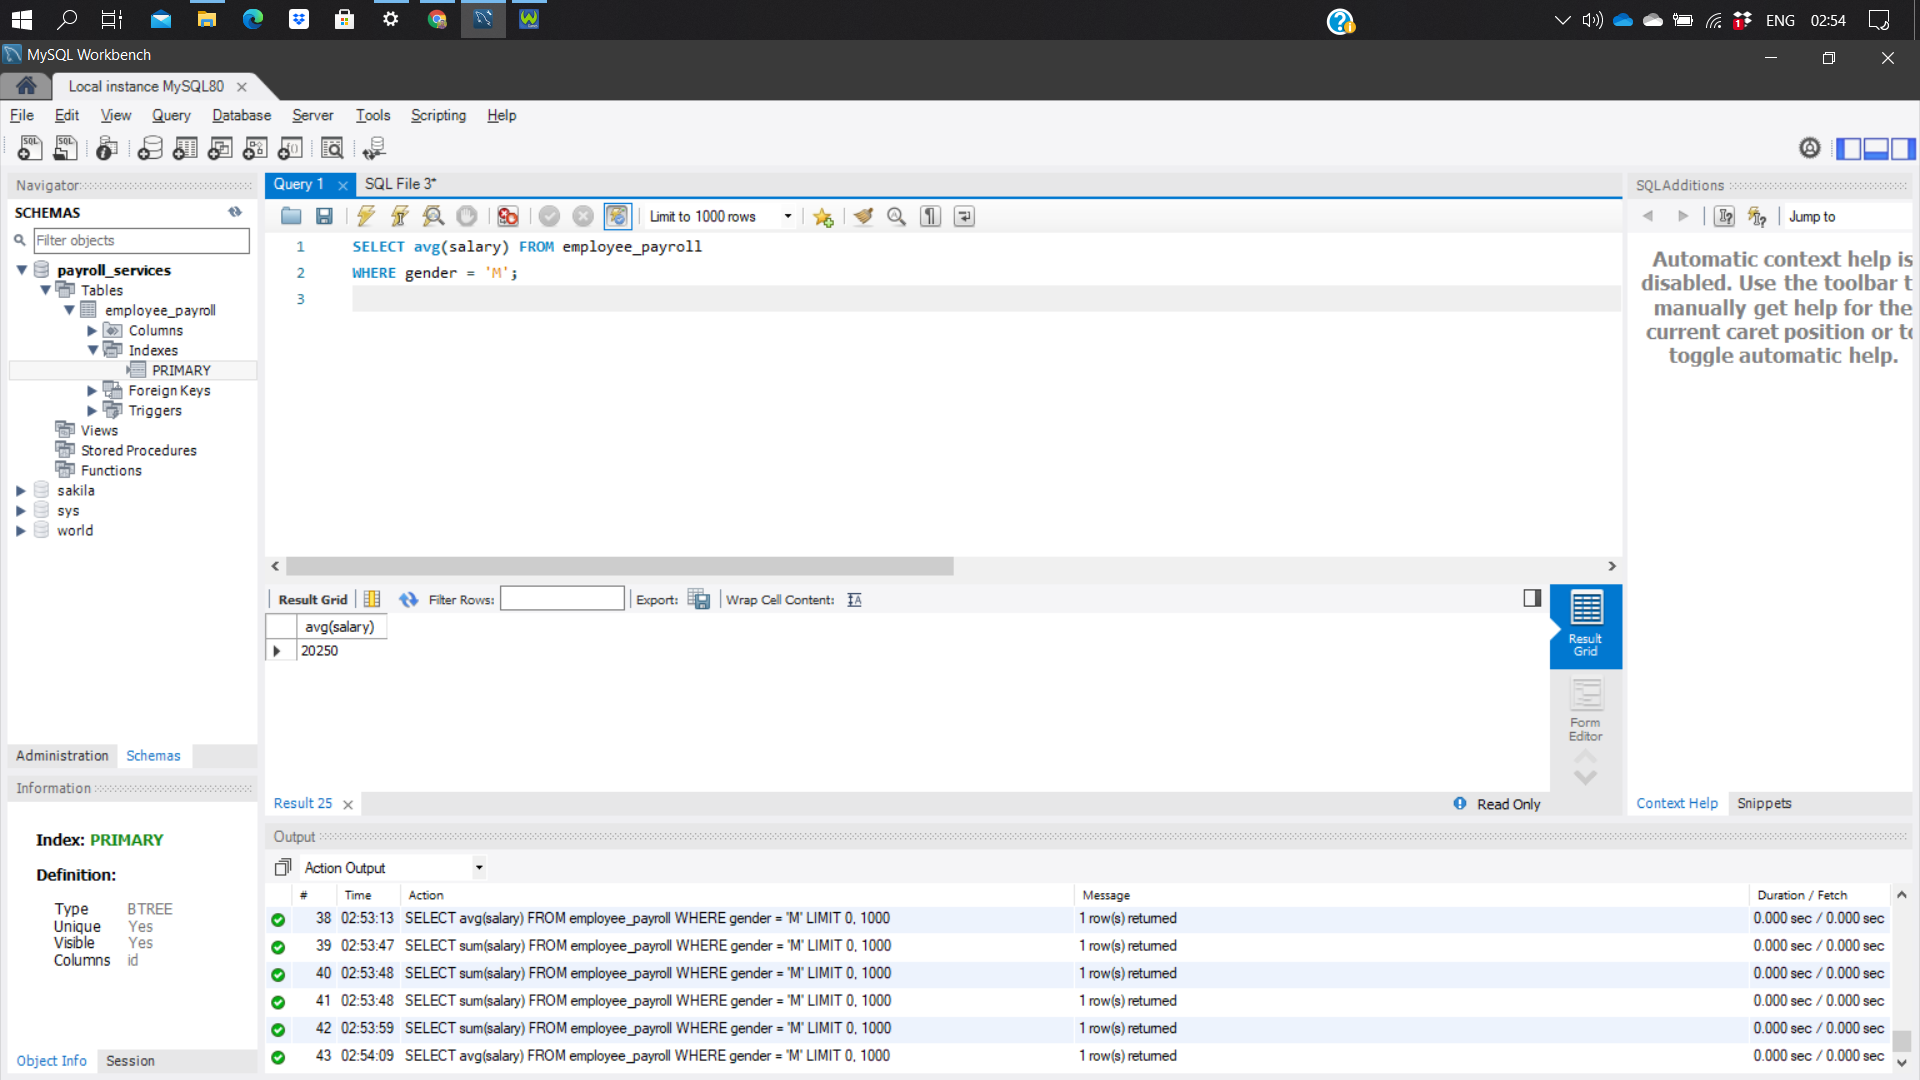 ENG 02:54
MySQL Workbench
Local instance MySQL80
File Edit View Query Database Server Tools Scripting Help
Navigator
SCHEMAS
Filter objects
payroll_services
Tables
employee_payroll
Columns
Indexes
PRIMARY
Foreign Keys
Triggers
Views
Stored Procedures
Functions
sakila
sys
world
Administration Schemas
Information
Index: PRIMARY
Definition:
Type BTREE
Unique Yes
Visible Yes
Columns id
Object Info Session
Query 1 SQL File 3*
Limit to 1000 rows
1 SELECT avg(salary) FROM employee_payroll
2 WHERE gender = 'M';
3
Result Grid Filter Rows: Export: Wrap Cell Content:
avg(salary)
20250
Result Grid
Form Editor
Result 25 Read Only
SQLAdditions
Jump to
Automatic context help is
disabled. Use the toolbar t
manually get help for the
current caret position or to
toggle automatic help.
Context Help Snippets
Output
Action Output
# Time Action Message Duration / Fetch
38 02:53:13 SELECT avg(salary) FROM employee_payroll WHERE gender = 'M' LIMIT 0, 1000 1 row(s) returned 0.000 sec / 0.000 sec
39 02:53:47 SELECT sum(salary) FROM employee_payroll WHERE gender = 'M' LIMIT 0, 1000 1 row(s) returned 0.000 sec / 0.000 sec
40 02:53:48 SELECT sum(salary) FROM employee_payroll WHERE gender = 'M' LIMIT 0, 1000 1 row(s) returned 0.000 sec / 0.000 sec
41 02:53:48 SELECT sum(salary) FROM employee_payroll WHERE gender = 'M' LIMIT 0, 1000 1 row(s) returned 0.000 sec / 0.000 sec
42 02:53:59 SELECT sum(salary) FROM employee_payroll WHERE gender = 'M' LIMIT 0, 1000 1 row(s) returned 0.000 sec / 0.000 sec
43 02:54:09 SELECT avg(salary) FROM employee_payroll WHERE gender = 'M' LIMIT 0, 1000 1 row(s) returned 0.000 sec / 0.000 sec